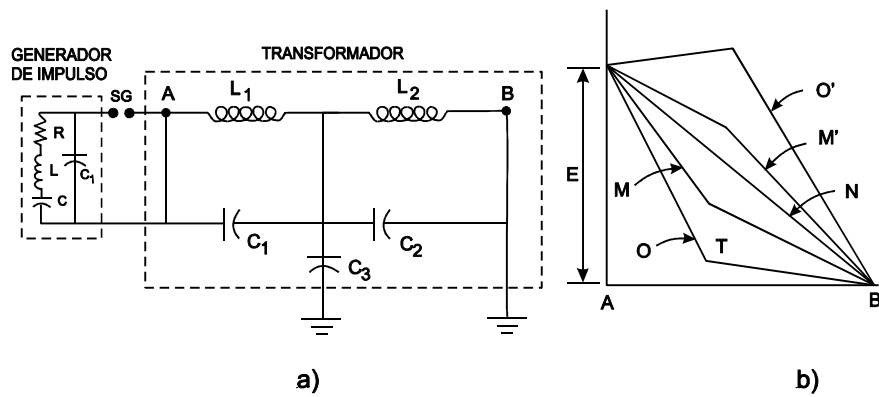 GENERADOR
DE IMPULSO
TRANSFORMADOR
SG
A
L1
L2
B
R
L
C1
C
C1
C2
C3
a)
E
O'
M'
M
N
O
T
A
B
b)